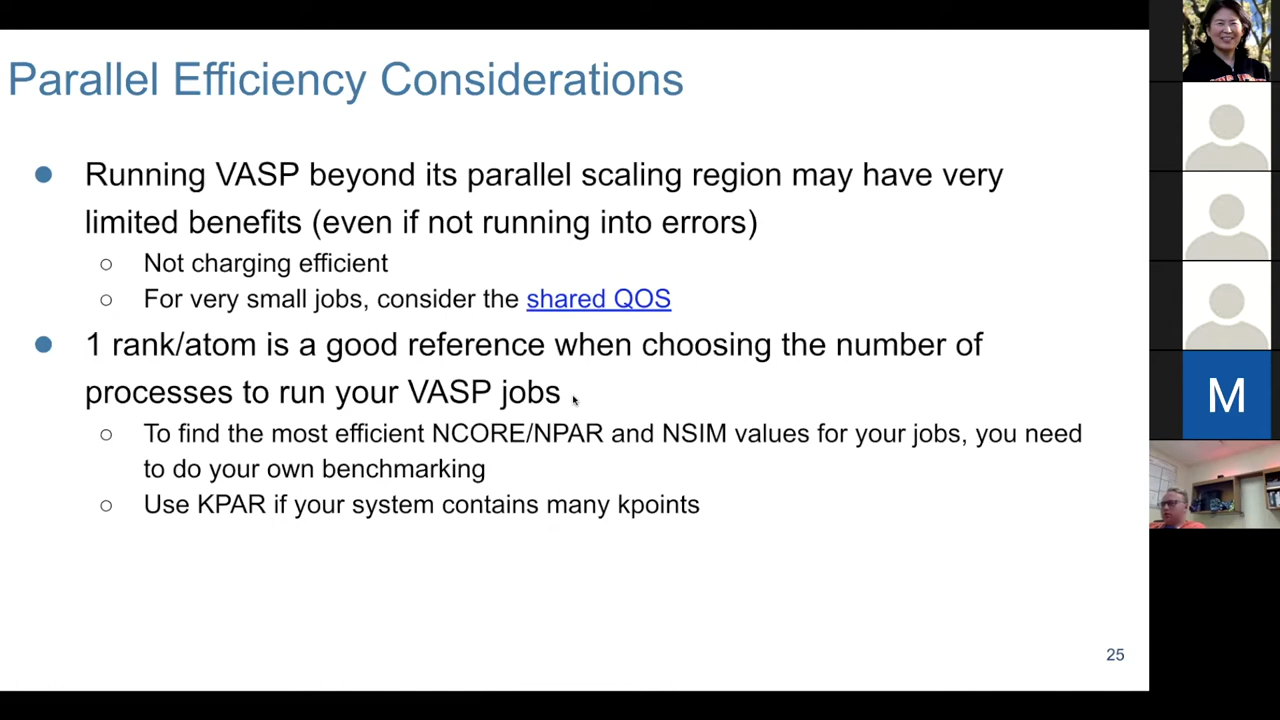 Parallel Efficiency Considerations
● Running VASP beyond its parallel scaling region may have very
limited benefits (even if not running into errors)
○ Not charging efficient
○ For very small jobs, consider the shared QOS
● 1 rank/atom is a good reference when choosing the number of
processes to run your VASP jobs
○ To find the most efficient NCORE/NPAR and NSIM values for your jobs, you need
to do your own benchmarking
○ Use KPAR if your system contains many kpoints
25
M